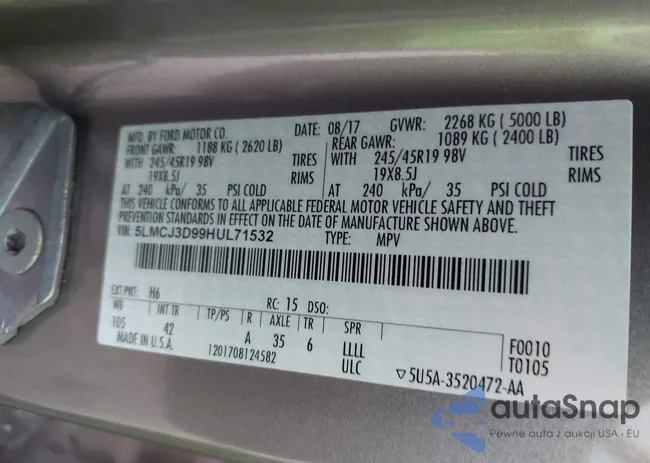 MFD. BY FORD MOTOR CO.
DATE: 08/17 GVWR: 2268 KG ( 5000 LB)
FRONT GAWR: 1188 KG ( 2620 LB)
REAR GAWR: 1089 KG ( 2400 LB)
WITH 245/45R19 98V TIRES
WITH 245/45R19 98V TIRES
19X8.5J RIMS
19X8.5J RIMS
AT 240 kPa/ 35 PSI COLD
AT 240 kPa/ 35 PSI COLD
THIS VEHICLE CONFORMS TO ALL APPLICABLE FEDERAL MOTOR VEHICLE SAFETY AND THEFT
PREVENTION STANDARDS IN EFFECT ON THE DATE OF MANUFACTURE SHOWN ABOVE.
VIN: 5LMCJ3D99HUL71532 TYPE: MPV
EXT PNT: H6 RC: 15 DSO:
WB INT TR TP/PS R AXLE TR SPR
105 42 A 35 6 LLLL F0010
MADE IN U.S.A. 1201708124582 ULC T0105
▽5U5A-3520472-AA
autaSnap
Pewne auta z aukcji USA i EU